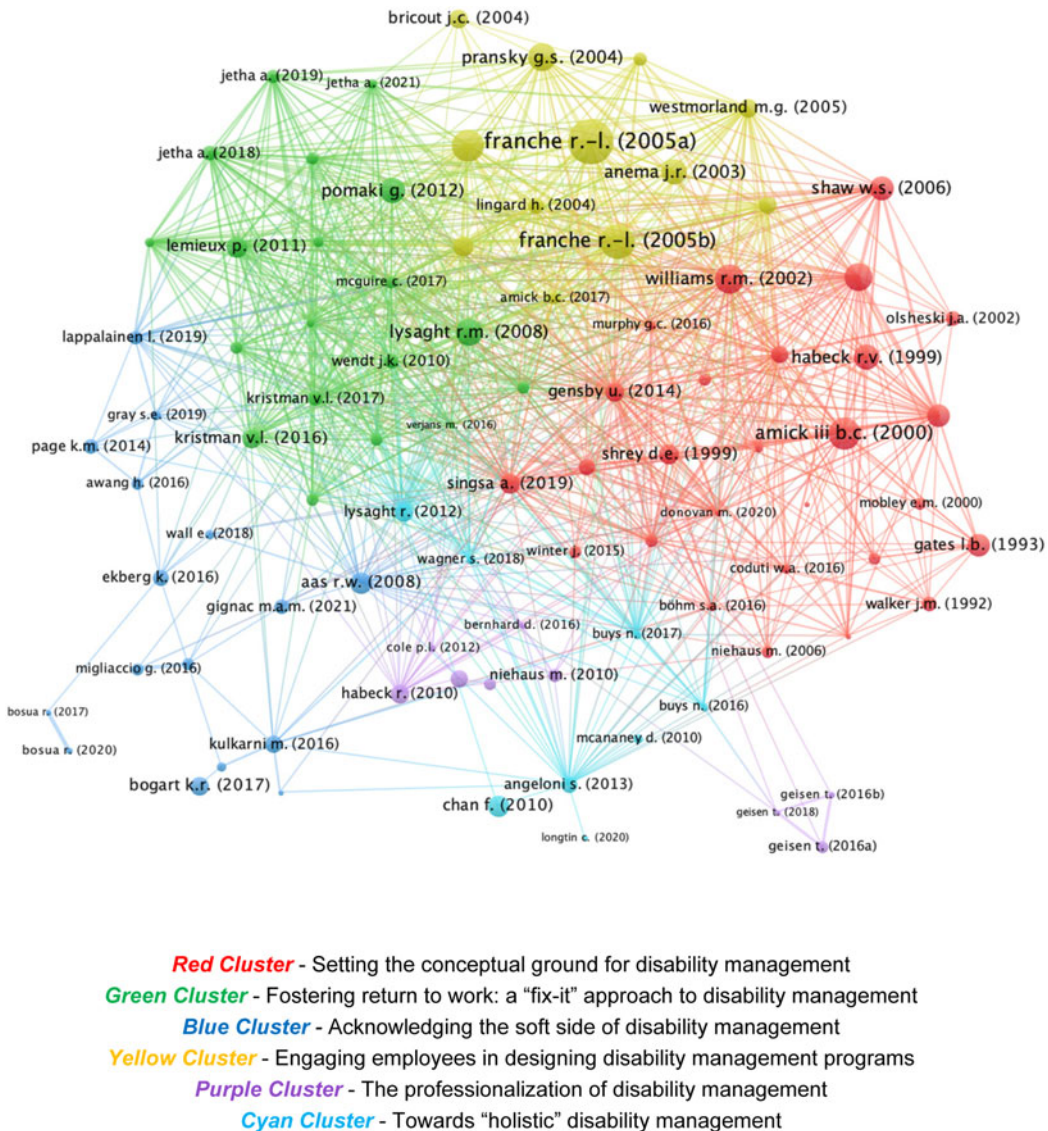 bricout j.c. (2004)
pransky g.s. (2004)
jetha a. (2019)
jetha a. (2021)
westmorland m.g. (2005)
franche r.-l. (2005a)
jetha a. (2018)
anema j.r. (2003)
pomaki g. (2012)
shaw w.s. (2006)
lingard h. (2004)
franche r.-l. (2005b)
lemieux p. (2011)
mcguire c. (2017)
williams r.m. (2002)
amick b.c. (2017)
olsheski j.a. (2002)
murphy g.c. (2016)
lappalainen l. (2019)
lysaght r.m. (2008)
habeck r.v. (1999)
wendt j.k. (2010)
gensby u. (2014)
kristman v.l. (2017)
gray s.e. (2019)
verjans m. (2016)
amick iii b.c. (2000)
kristman v.l. (2016)
page k.m. (2014)
shrey d.e. (1999)
awang h. (2016)
singsa a. (2019)
mobley e.m. (2000)
lysaght r. (2012)
donovan m. (2020)
wall e. (2018)
gates l.b. (1993)
winter j. (2015)
wagner s. (2018)
coduti w.a. (2016)
ekberg k. (2016)
aas r.w. (2008)
gignac m.a.m. (2021)
böhm s.a. (2016)
walker j.m. (1992)
bernhard d. (2016)
buys n. (2017)
cole p.l. (2012)
niehaus m. (2006)
migliaccio g. (2016)
niehaus m. (2010)
habeck r. (2010)
buys n. (2016)
bosua r. (2017)
mcananey d. (2010)
kulkarni m. (2016)
bosua r. (2020)
bogart k.r. (2017)
angeloni s. (2013)
geisen t. (2016b)
chan f. (2010)
geisen t. (2018)
longtin c. (2020)
geisen t. (2016a)
Red Cluster - Setting the conceptual ground for disability management
Green Cluster - Fostering return to work: a “fix-it” approach to disability management
Blue Cluster - Acknowledging the soft side of disability management
Yellow Cluster - Engaging employees in designing disability management programs
Purple Cluster - The professionalization of disability management
Cyan Cluster - Towards “holistic” disability management